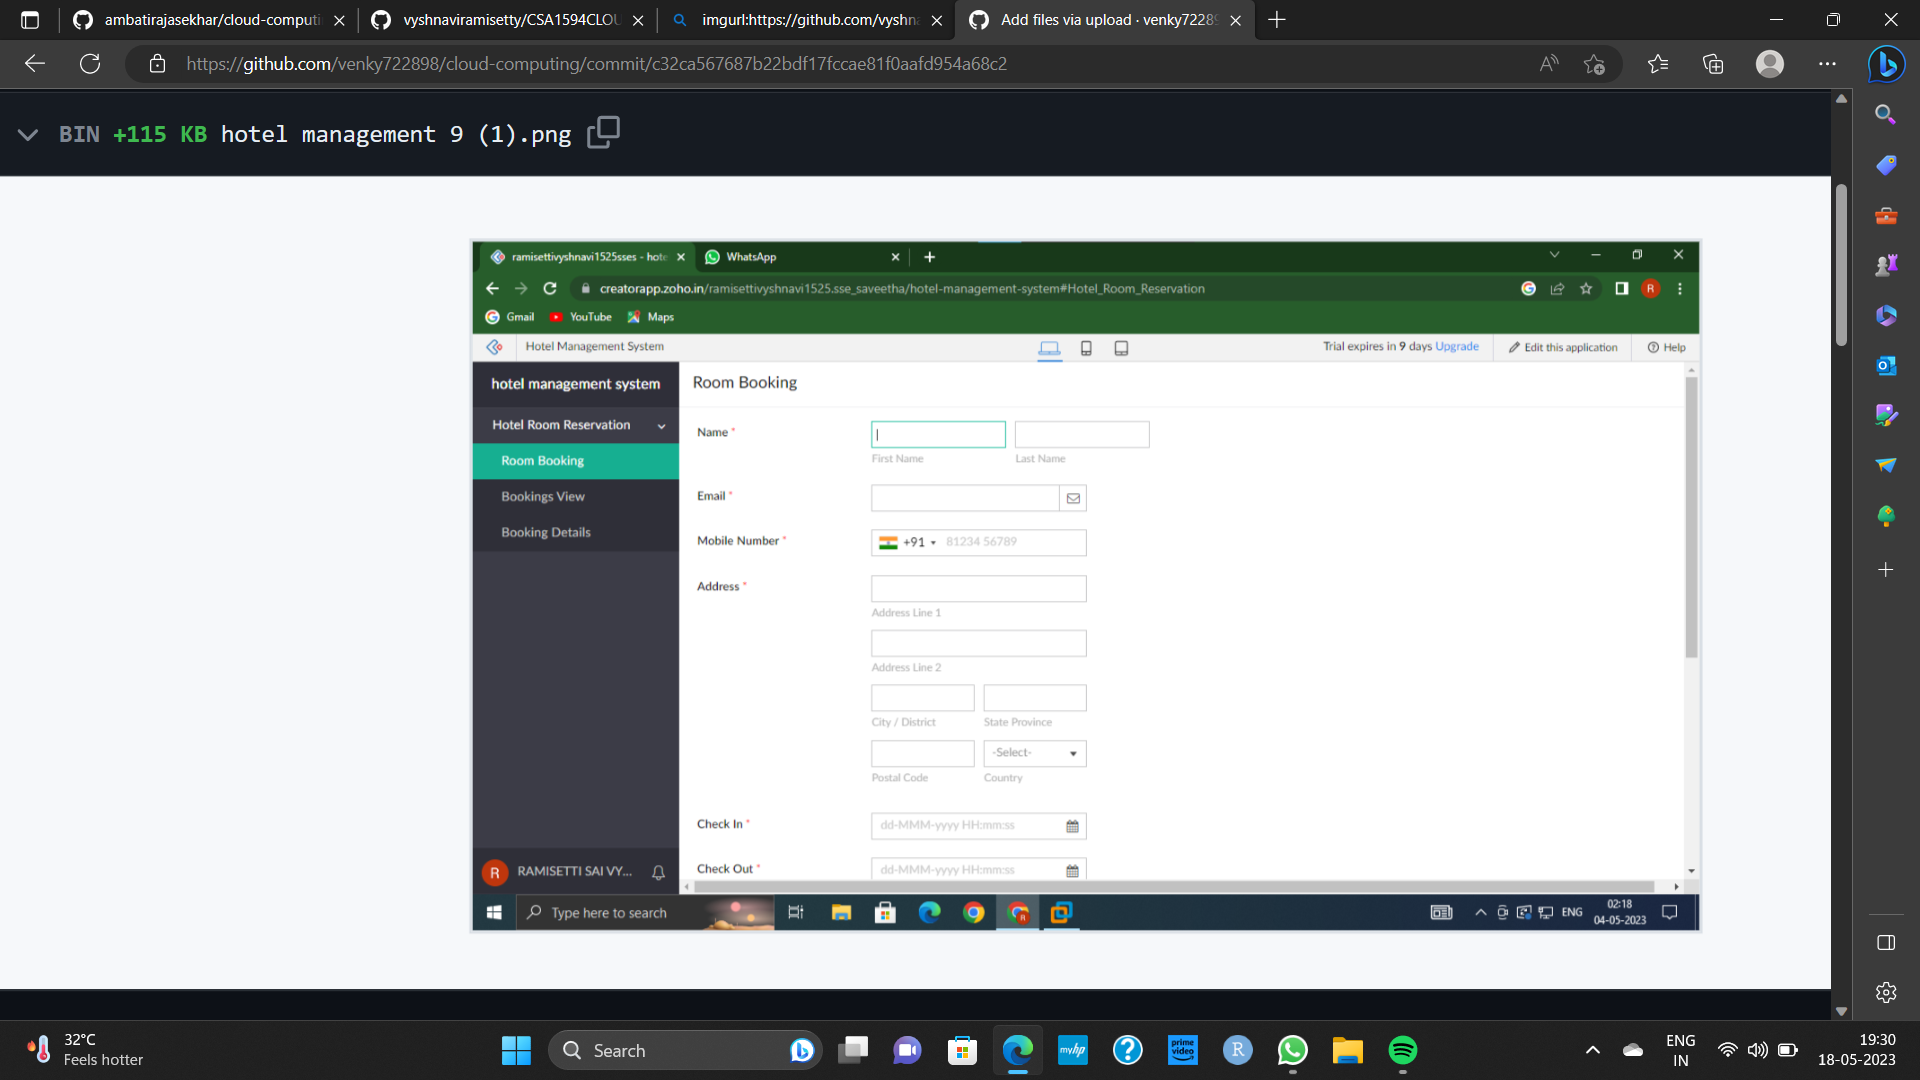 ambatirajasekhar/cloud-computi
vyshnaviramisetty/CSA1594CLOU
imgurl:https://github.com/vyshna
Add files via upload · venky72289
https://github.com/venky722898/cloud-computing/commit/c32ca567687b22bdf17fccae81f0aafd954a68c2
BIN +115 KB hotel management 9 (1).png
ramisettivyshnavi1525sses - hote
WhatsApp
creatorapp.zoho.in/ramisettivyshnavi1525.sse_saveetha/hotel-management-system#Hotel_Room_Reservation
R
Gmail
YouTube
Maps
Hotel Management System
Trial expires in 9 days Upgrade
Edit this application
Help
hotel management system
Hotel Room Reservation
Room Booking
Bookings View
Booking Details
R
RAMISETTI SAI VY...
Room Booking
Name *
First Name
Last Name
Email *
Mobile Number *
+91
81234 56789
Address *
Address Line 1
Address Line 2
City / District
State Province
-Select-
Postal Code
Country
Check In *
dd-MMM-yyyy HH:mm:ss
Check Out *
dd-MMM-yyyy HH:mm:ss
Type here to search
ENG
02:18
04-05-2023
32°C
Feels hotter
Search
myhp
prime video
R
ENG
IN
19:30
18-05-2023